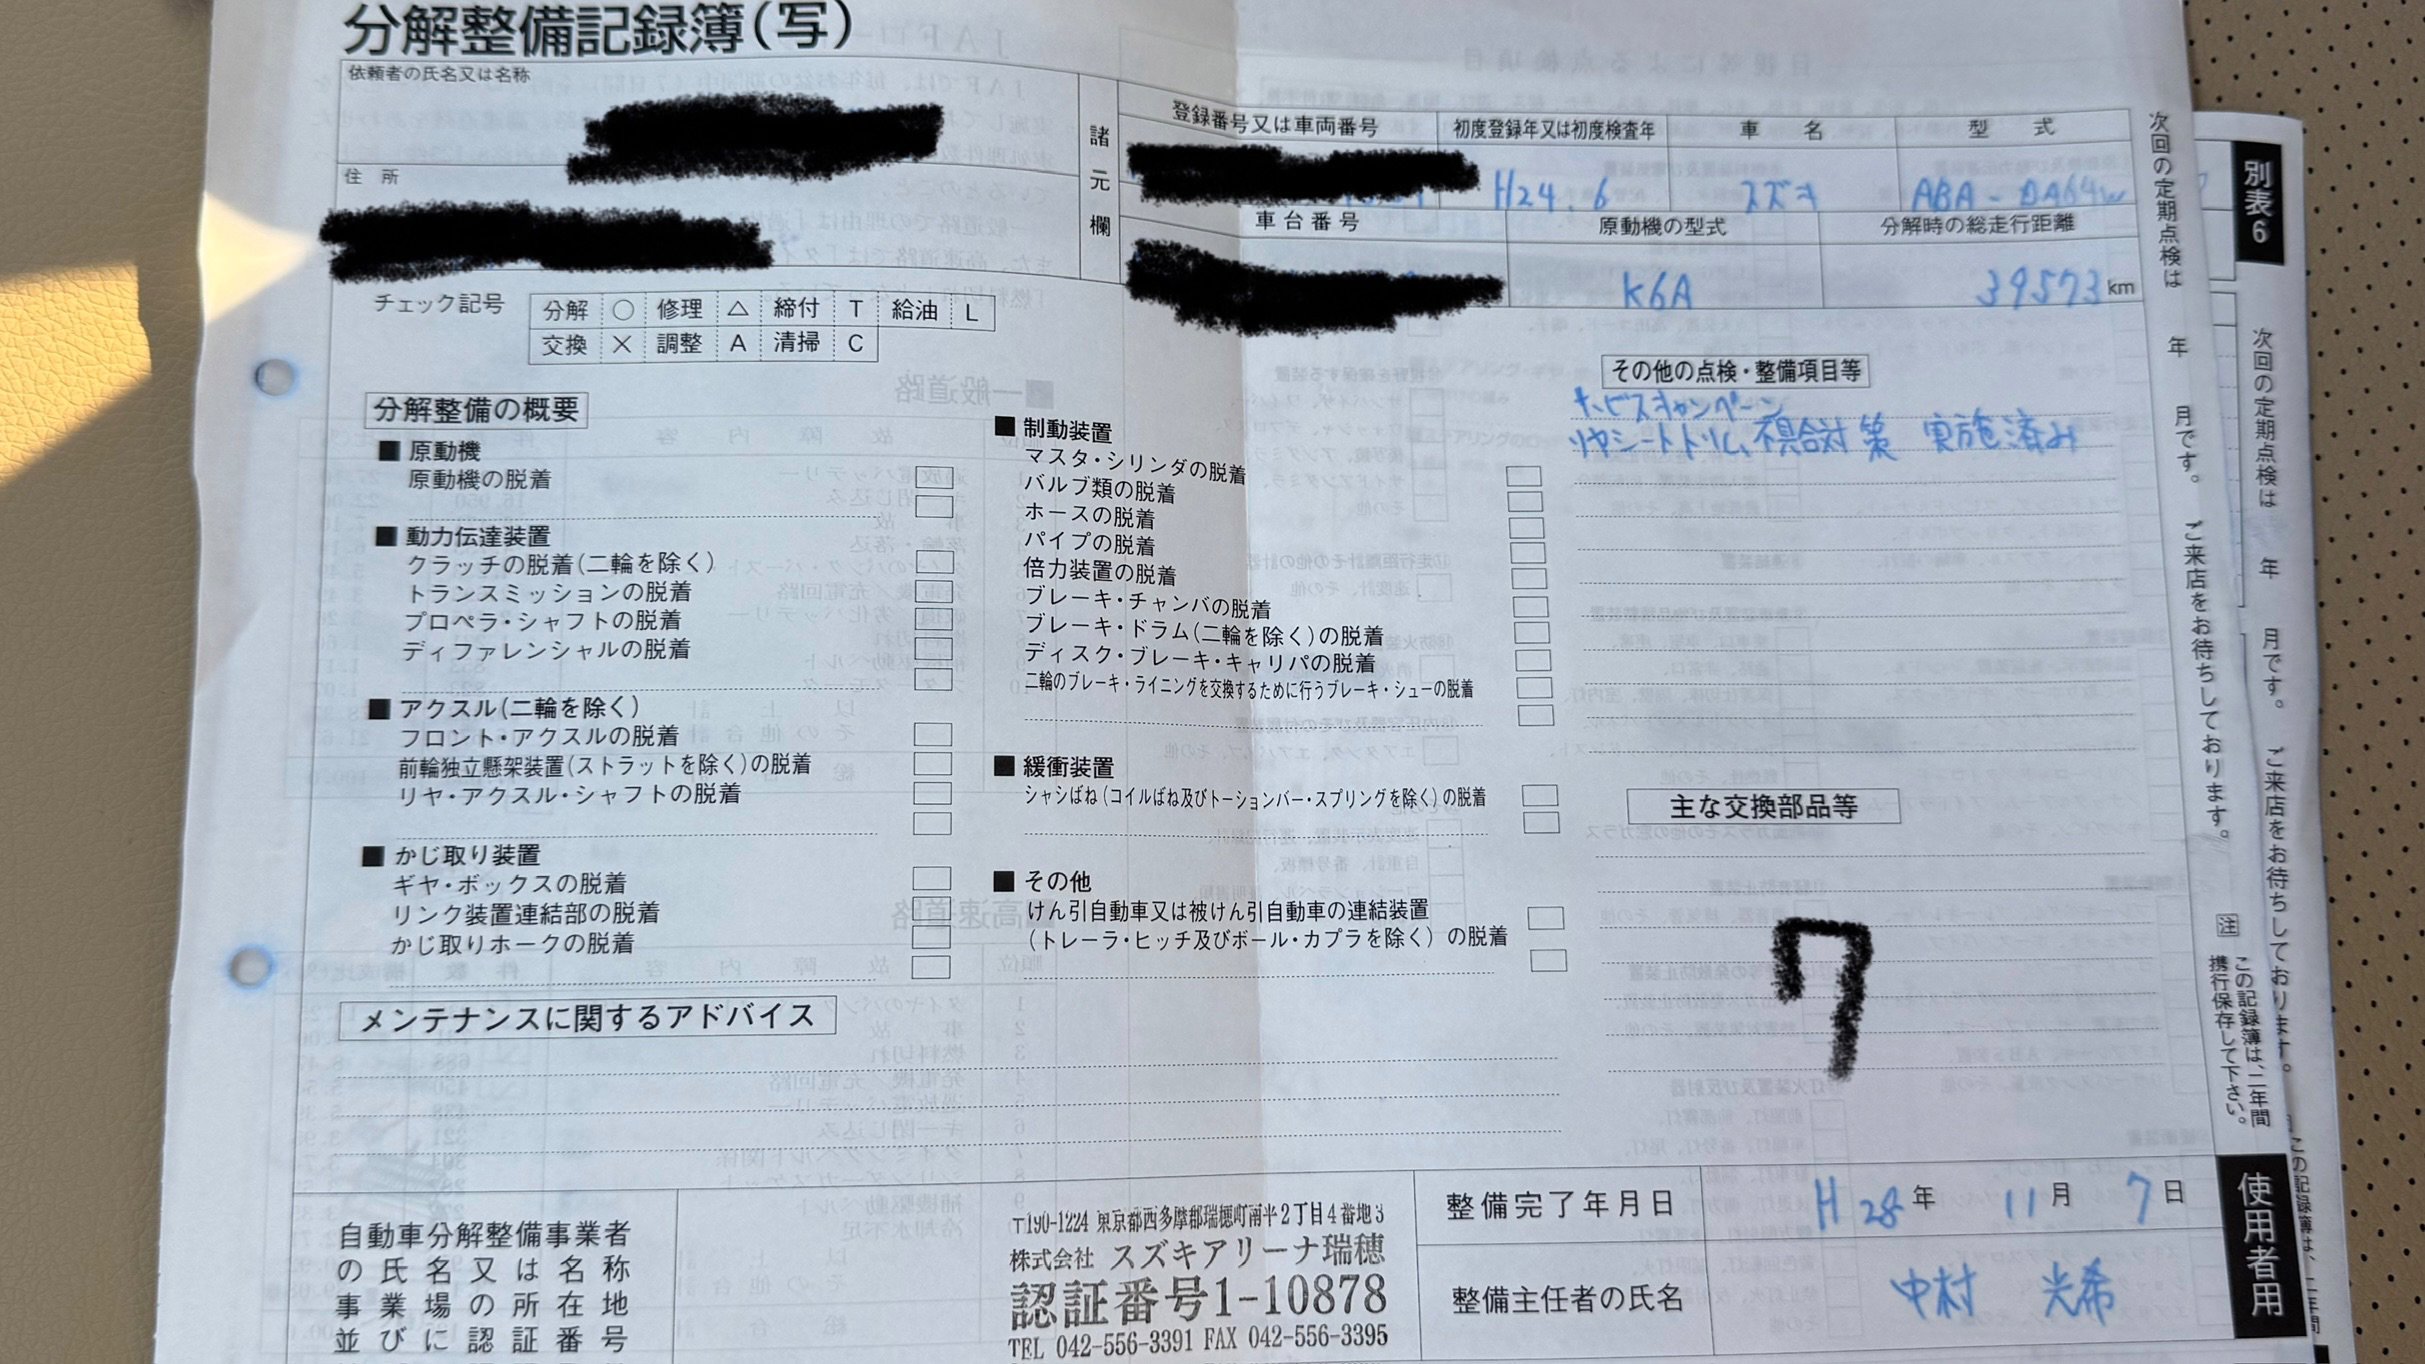 分解整備記録簿(写)
依頼者の氏名又は名称
住 所
諸元欄
登録番号又は車両番号
初度登録年又は初度検査年
車 名
型 式
H24.6
スズキ
ABA-DA64W
車台番号
原動機の型式
分解時の総走行距離
K6A
39573 km
チェック記号
分解 ○ 修理 △ 締付 T 給油 L
交換 × 調整 A 清掃 C
分解整備の概要
■ 原動機
原動機の脱着
■ 動力伝達装置
クラッチの脱着(二輪を除く)
トランスミッションの脱着
プロペラ・シャフトの脱着
ディファレンシャルの脱着
■ アクスル(二輪を除く)
フロント・アクスルの脱着
前輪独立懸架装置(ストラットを除く)の脱着
リヤ・アクスル・シャフトの脱着
■ かじ取り装置
ギヤ・ボックスの脱着
リンク装置連結部の脱着
かじ取りホークの脱着
■ 制動装置
マスタ・シリンダの脱着
バルブ類の脱着
ホースの脱着
パイプの脱着
倍力装置の脱着
ブレーキ・チャンバの脱着
ブレーキ・ドラム(二輪を除く)の脱着
ディスク・ブレーキ・キャリパの脱着
二輪のブレーキ・ライニングを交換するために行うブレーキ・シューの脱着
■ 緩衝装置
シャシばね(コイルばね及びトーションバー・スプリングを除く)の脱着
■ その他
けん引自動車又は被けん引自動車の連結装置
(トレーラ・ヒッチ及びボール・カプラを除く)の脱着
その他の点検・整備項目等
サービスキャンペーン
リヤシートトリム 不具合対策 実施済み
主な交換部品等
7
メンテナンスに関するアドバイス
次回の定期点検は 年 月です。ご来店をお待ちしております。
注 この記録簿は、二年間
携行保存して下さい。
使用者用
別表6
次回の定期点検は 年 月です。ご来店をお待ちしております。
この記録簿は、二年間
自動車分解整備事業者
の氏名又は名称
事業場の所在地
並びに認証番号
〒190-1224 東京都西多摩郡瑞穂町南平2丁目4番地3
株式会社 スズキアリーナ瑞穂
認証番号1-10878
TEL 042-556-3391 FAX 042-556-3395
整備完了年月日
H28年 11月 7日
整備主任者の氏名
中村 光希